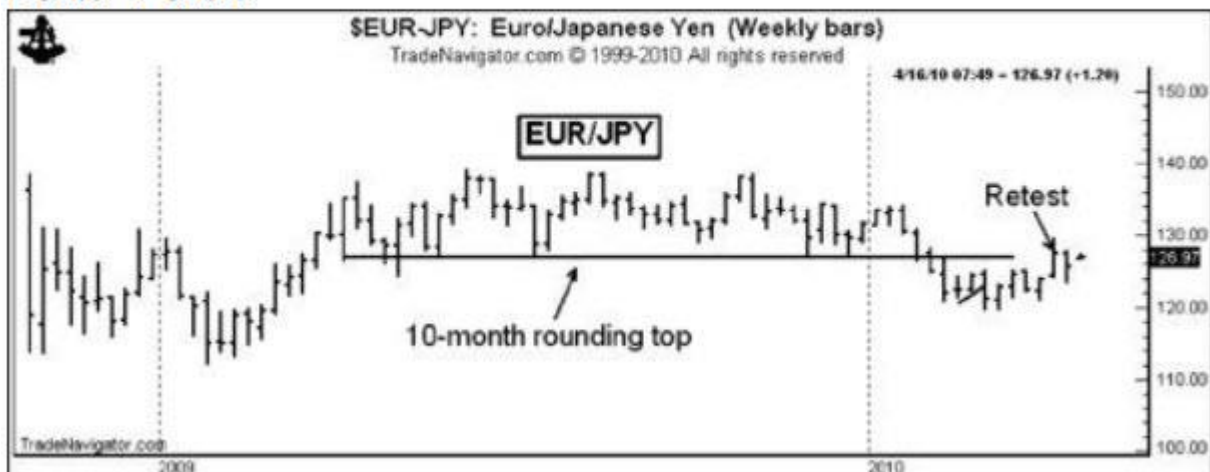 $EUR-JPY: Euro/Japanese Yen (Weekly bars)
TradeNavigator.com © 1999-2010 All rights reserved
4/16/10 07:49 = 126.97 (+1.20)
150.00
EUR/JPY
140.00
Retest
130.00
126.97
120.00
10-month rounding top
110.00
TradeNavigator.com
100.00
2009
2010